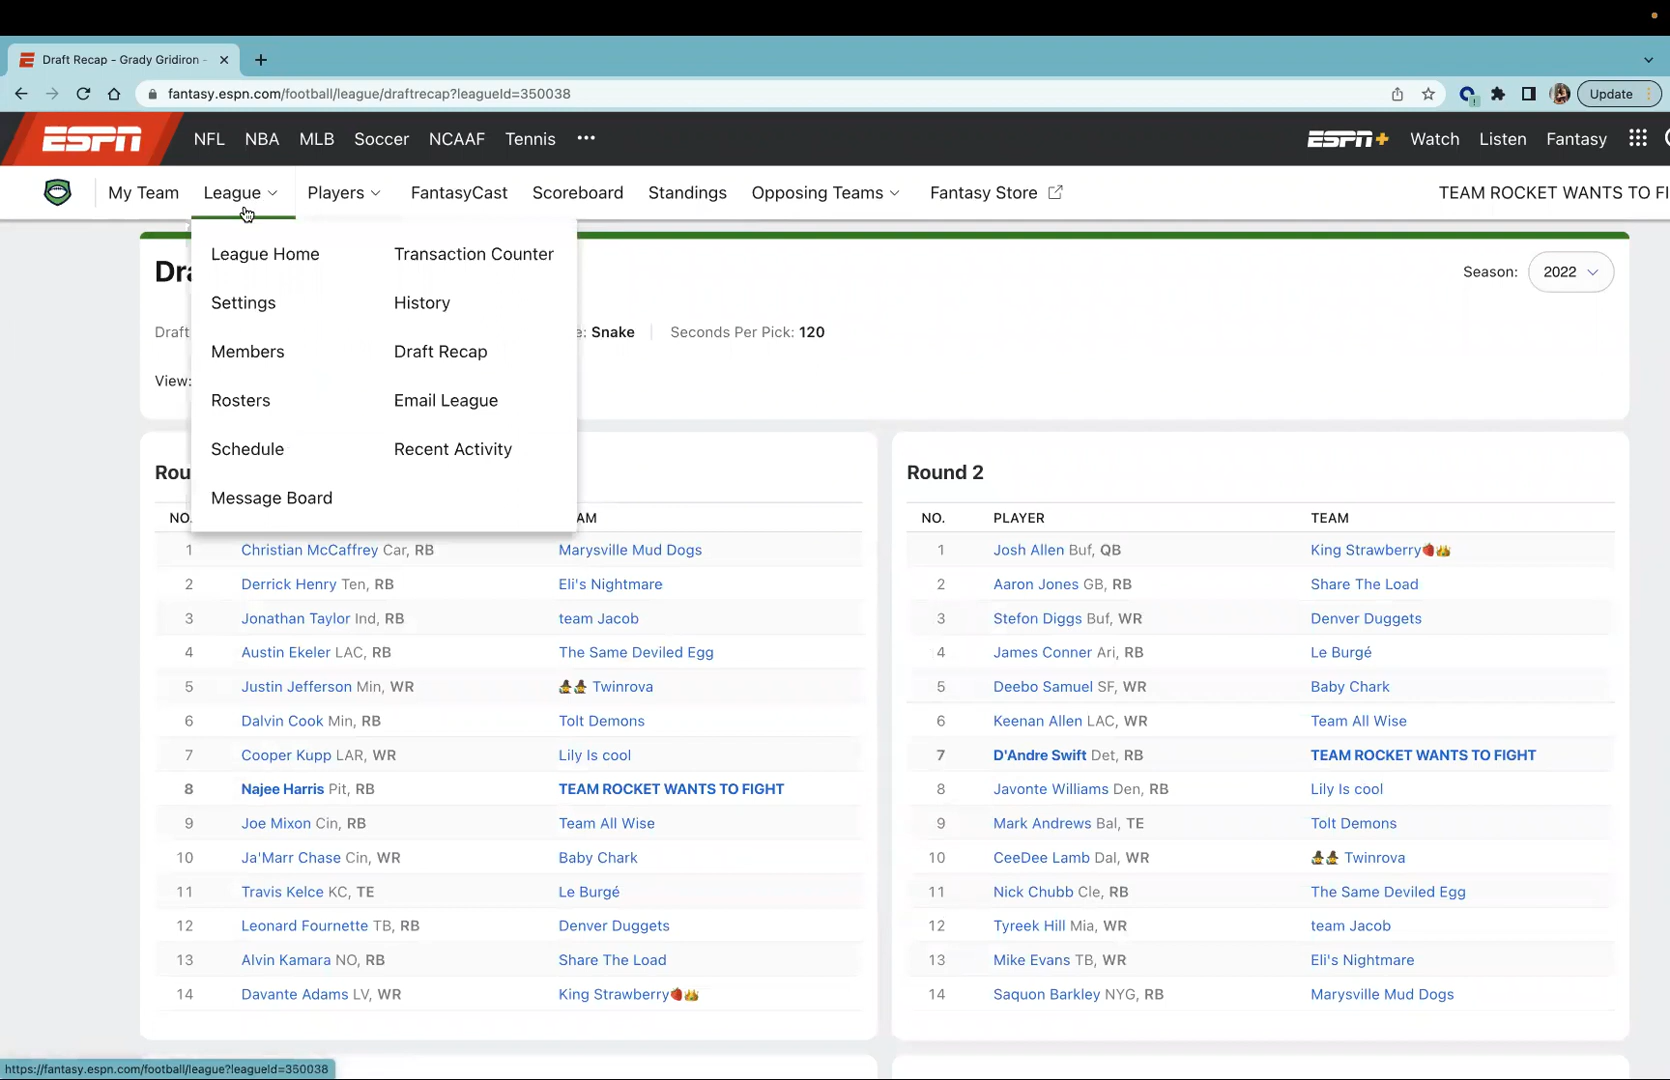 Draft Recap - Grady Gridiron -
fantasy.espn.com/football/league/draftrecap?leagueId=350038
Update
ESPN NFL NBA MLB Soccer NCAAF Tennis ••• ESPN+ Watch Listen Fantasy
My Team League Players FantasyCast Scoreboard Standings Opposing Teams Fantasy Store TEAM ROCKET WANTS TO FI
League Home Transaction Counter
Settings History
Members Draft Recap
Rosters Email League
Schedule Recent Activity
Message Board
Dra Season: 2022
Draft e: Snake Seconds Per Pick: 120
View:
Rou
NO. AM
1 Christian McCaffrey Car, RB Marysville Mud Dogs
2 Derrick Henry Ten, RB Eli's Nightmare
3 Jonathan Taylor Ind, RB team Jacob
4 Austin Ekeler LAC, RB The Same Deviled Egg
5 Justin Jefferson Min, WR Twinrova
6 Dalvin Cook Min, RB Tolt Demons
7 Cooper Kupp LAR, WR Lily Is cool
8 Najee Harris Pit, RB TEAM ROCKET WANTS TO FIGHT
9 Joe Mixon Cin, RB Team All Wise
10 Ja'Marr Chase Cin, WR Baby Chark
11 Travis Kelce KC, TE Le Burgé
12 Leonard Fournette TB, RB Denver Duggets
13 Alvin Kamara NO, RB Share The Load
14 Davante Adams LV, WR King Strawberry🍓👑
Round 2
NO. PLAYER TEAM
1 Josh Allen Buf, QB King Strawberry🍓👑
2 Aaron Jones GB, RB Share The Load
3 Stefon Diggs Buf, WR Denver Duggets
4 James Conner Ari, RB Le Burgé
5 Deebo Samuel SF, WR Baby Chark
6 Keenan Allen LAC, WR Team All Wise
7 D'Andre Swift Det, RB TEAM ROCKET WANTS TO FIGHT
8 Javonte Williams Den, RB Lily Is cool
9 Mark Andrews Bal, TE Tolt Demons
10 CeeDee Lamb Dal, WR Twinrova
11 Nick Chubb Cle, RB The Same Deviled Egg
12 Tyreek Hill Mia, WR team Jacob
13 Mike Evans TB, WR Eli's Nightmare
14 Saquon Barkley NYG, RB Marysville Mud Dogs
https://fantasy.espn.com/football/league?leagueId=350038